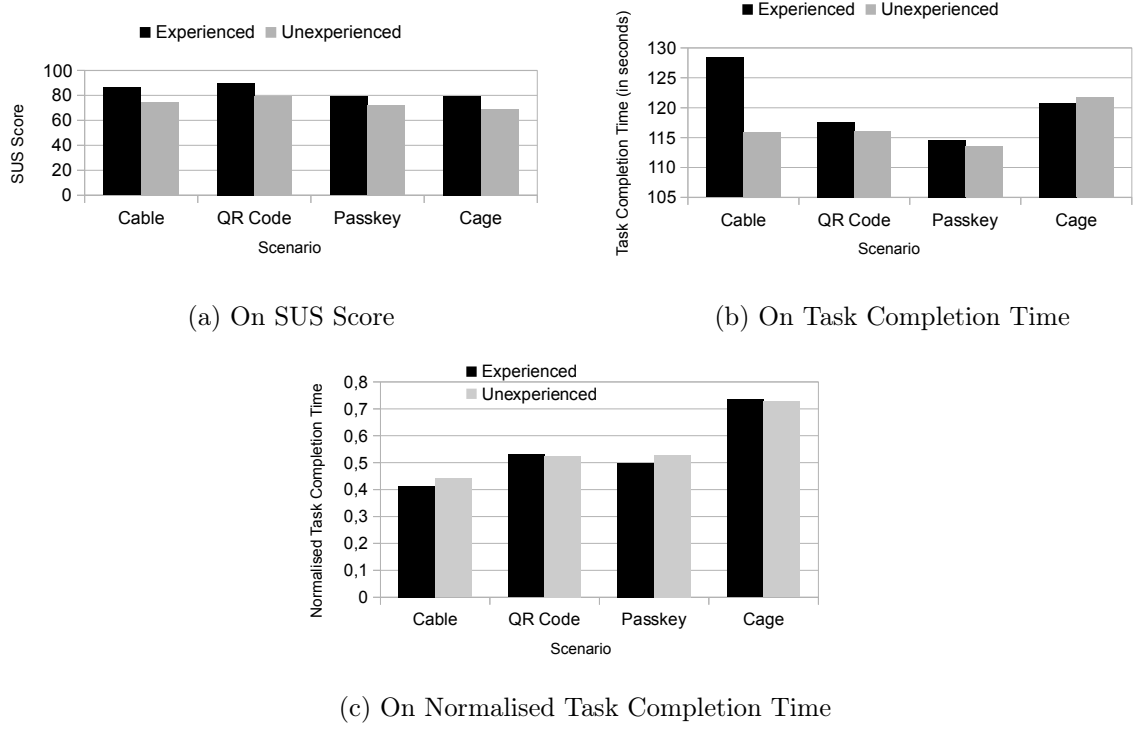 Experienced Unexperienced
SUS Score
100
80
60
40
20
0
Cable QR Code Passkey Cage
Scenario
(a) On SUS Score
Experienced Unexperienced
Task Completion Time (in seconds)
130
125
120
115
110
105
Cable QR Code Passkey Cage
Scenario
(b) On Task Completion Time
Experienced
Unexperienced
Normalised Task Completion Time
0,8
0,7
0,6
0,5
0,4
0,3
0,2
0,1
0
Cable QR Code Passkey Cage
Scenario
(c) On Normalised Task Completion Time